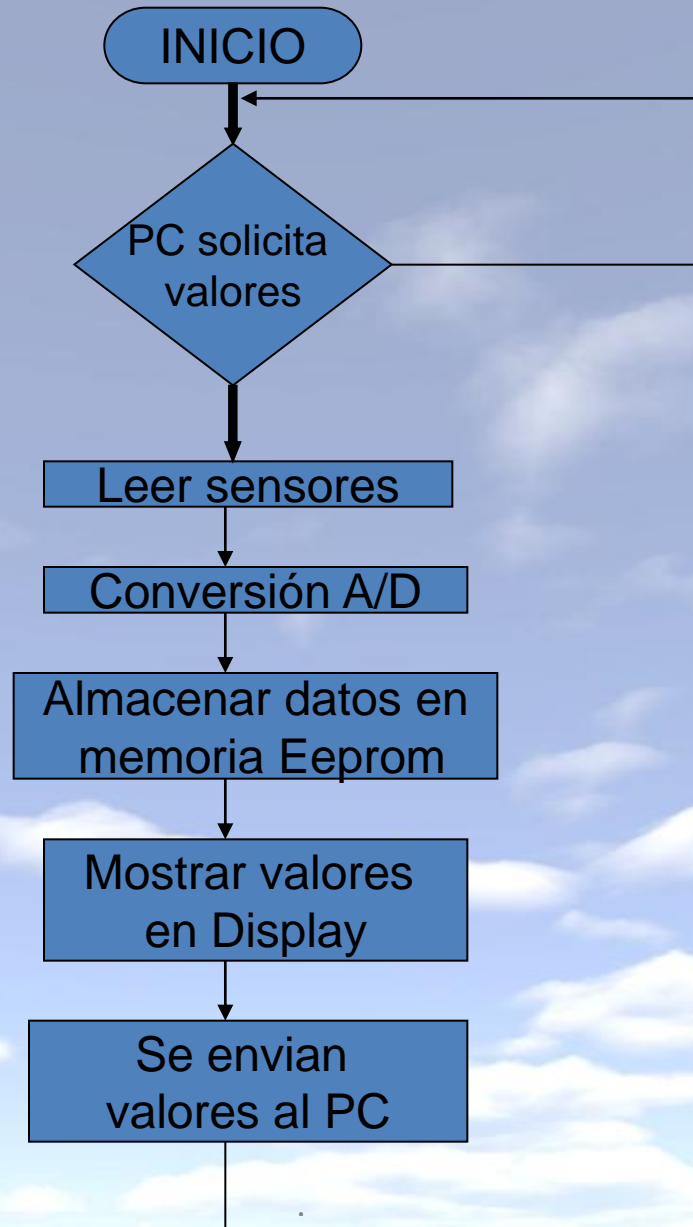 INICIO
PC solicita
valores
Leer sensores
Conversión A/D
Almacenar datos en
memoria Eeprom
Mostrar valores
en Display
Se envian
valores al PC
.